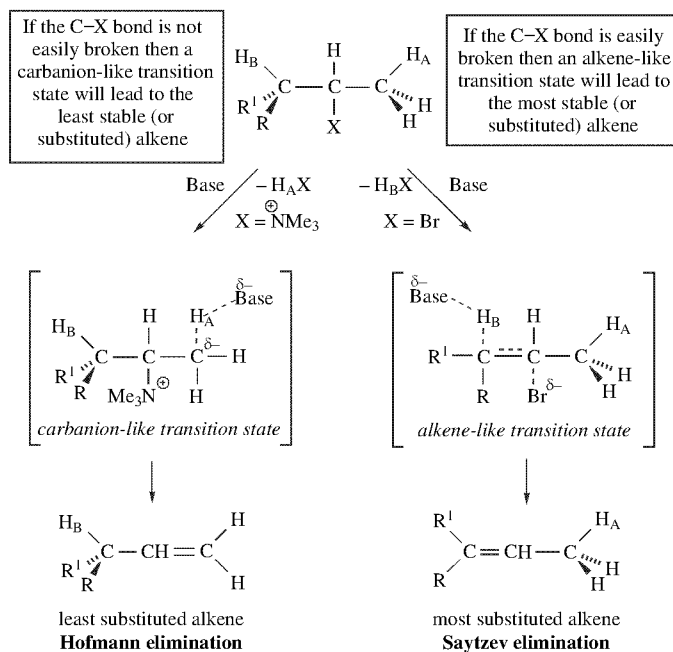 If the C–X bond is not
easily broken then a
carbanion-like transition
state will lead to the
least stable (or
substituted) alkene
If the C–X bond is easily
broken then an alkene-like
transition state will lead to
the most stable (or
substituted) alkene
H
H_B H_A
C — C — C
R¹ H
R X H
Base – H_AX – H_BX Base
X = ⊕NMe₃ X = Br
δ–
Base
H H_A
H_B δ–
C — C — C — H
R¹ R Me₃N⊕ H
carbanion-like transition state
δ–
Base
H_B H
H_A
R¹ — C = C — C
H
R Br δ– H
alkene-like transition state
H_B H
C — CH = C
R¹ R H
least substituted alkene
Hofmann elimination
R¹ H_A
C = CH — C
R H H
most substituted alkene
Saytzev elimination